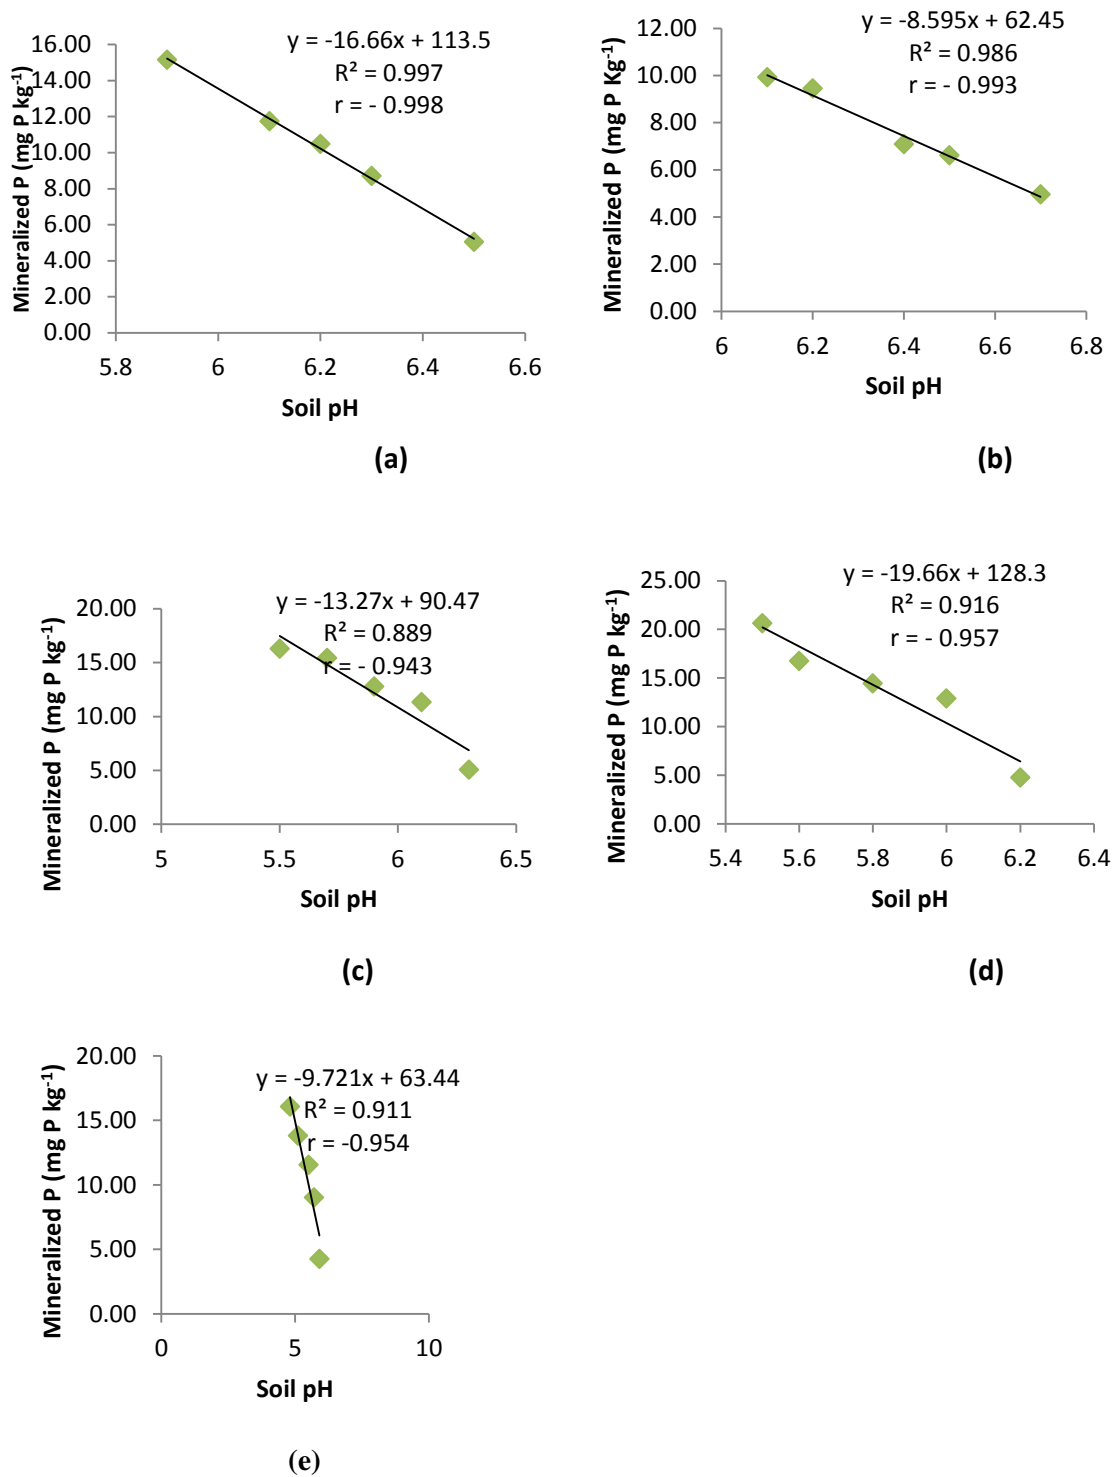 y = -16.66x + 113.5
R² = 0.997
r = - 0.998
16.00
14.00
12.00
10.00
8.00
6.00
4.00
2.00
0.00
Mineralized P (mg P kg⁻¹)
5.8 6 6.2 6.4 6.6
Soil pH
(a)
y = -8.595x + 62.45
R² = 0.986
r = - 0.993
12.00
10.00
8.00
6.00
4.00
2.00
0.00
Mineralized P (mg P Kg⁻¹)
6 6.2 6.4 6.6 6.8
Soil pH
(b)
y = -13.27x + 90.47
R² = 0.889
r = - 0.943
20.00
15.00
10.00
5.00
0.00
Mineralized P (mg P kg⁻¹)
5 5.5 6 6.5
Soil pH
(c)
y = -19.66x + 128.3
R² = 0.916
r = - 0.957
25.00
20.00
15.00
10.00
5.00
0.00
Mineralized P (mg P kg⁻¹)
5.4 5.6 5.8 6 6.2 6.4
Soil pH
(d)
y = -9.721x + 63.44
R² = 0.911
r = -0.954
20.00
15.00
10.00
5.00
0.00
Mineralized P (mg P kg⁻¹)
0 5 10
Soil pH
(e)